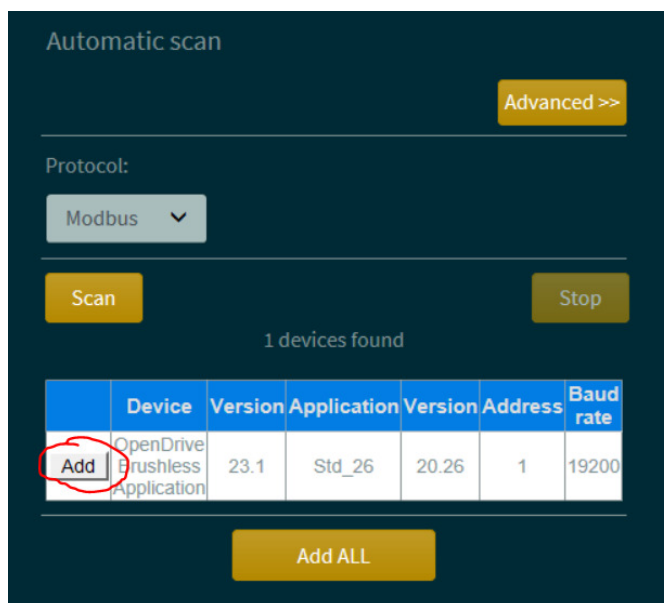 Automatic scan
Advanced >>
Protocol:
Modbus
Scan
Stop
1 devices found
Device Version Application Version Address Baud rate
Add OpenDrive Brushless Application 23.1 Std_26 20.26 1 19200
Add ALL